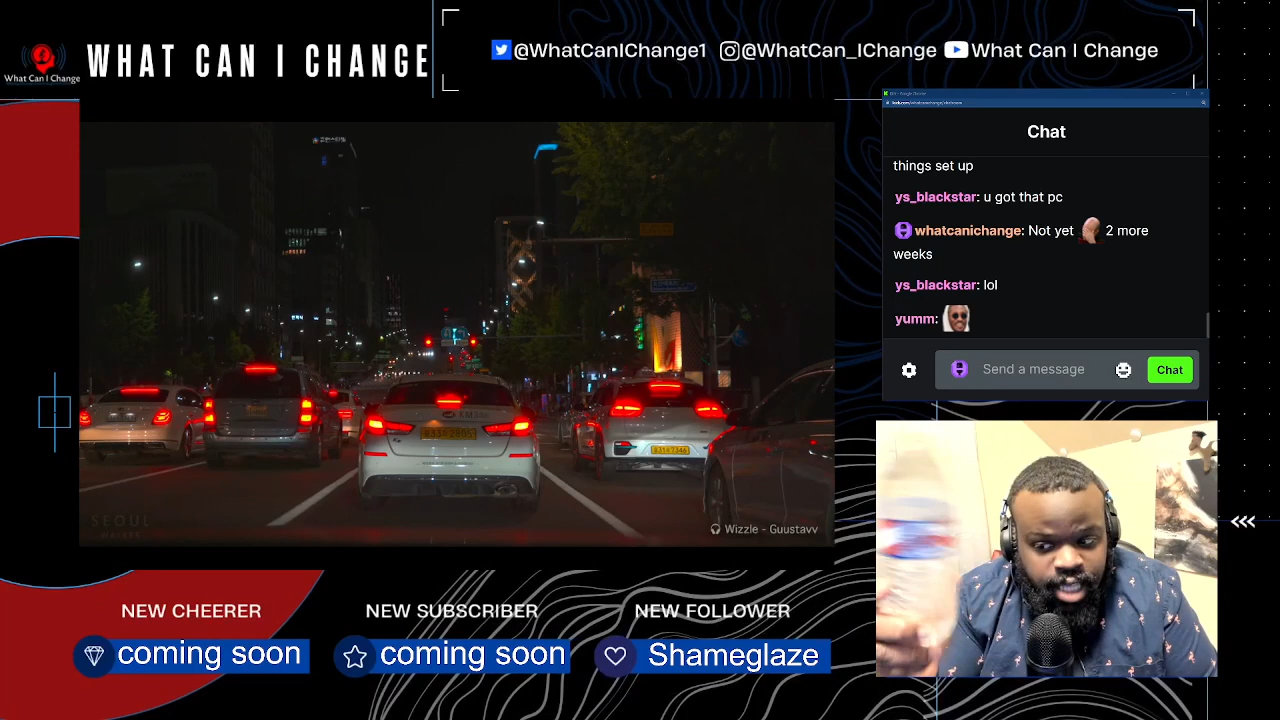 What Can I Change
WHAT CAN I CHANGE
@WhatCanIChange1 @WhatCan_IChange What Can I Change
Chat
things set up
ys_blackstar: u got that pc
whatcanichange: Not yet 2 more
weeks
ys_blackstar: lol
yumm:
Send a message
Chat
SEOUL
Wizzle - Guustavv
NEW CHEERER
NEW SUBSCRIBER
NEW FOLLOWER
coming soon
coming soon
Shameglaze